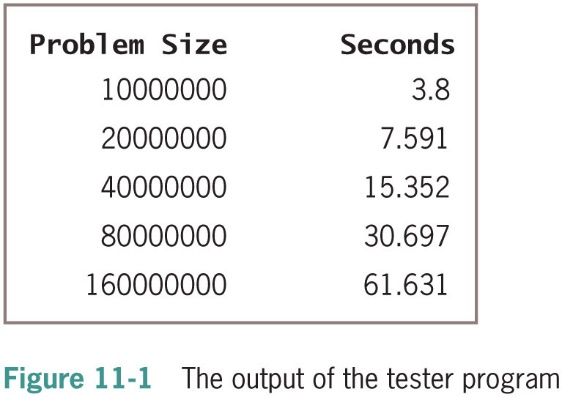 Problem Size Seconds
10000000 3.8
20000000 7.591
40000000 15.352
80000000 30.697
160000000 61.631
Figure 11-1 The output of the tester program